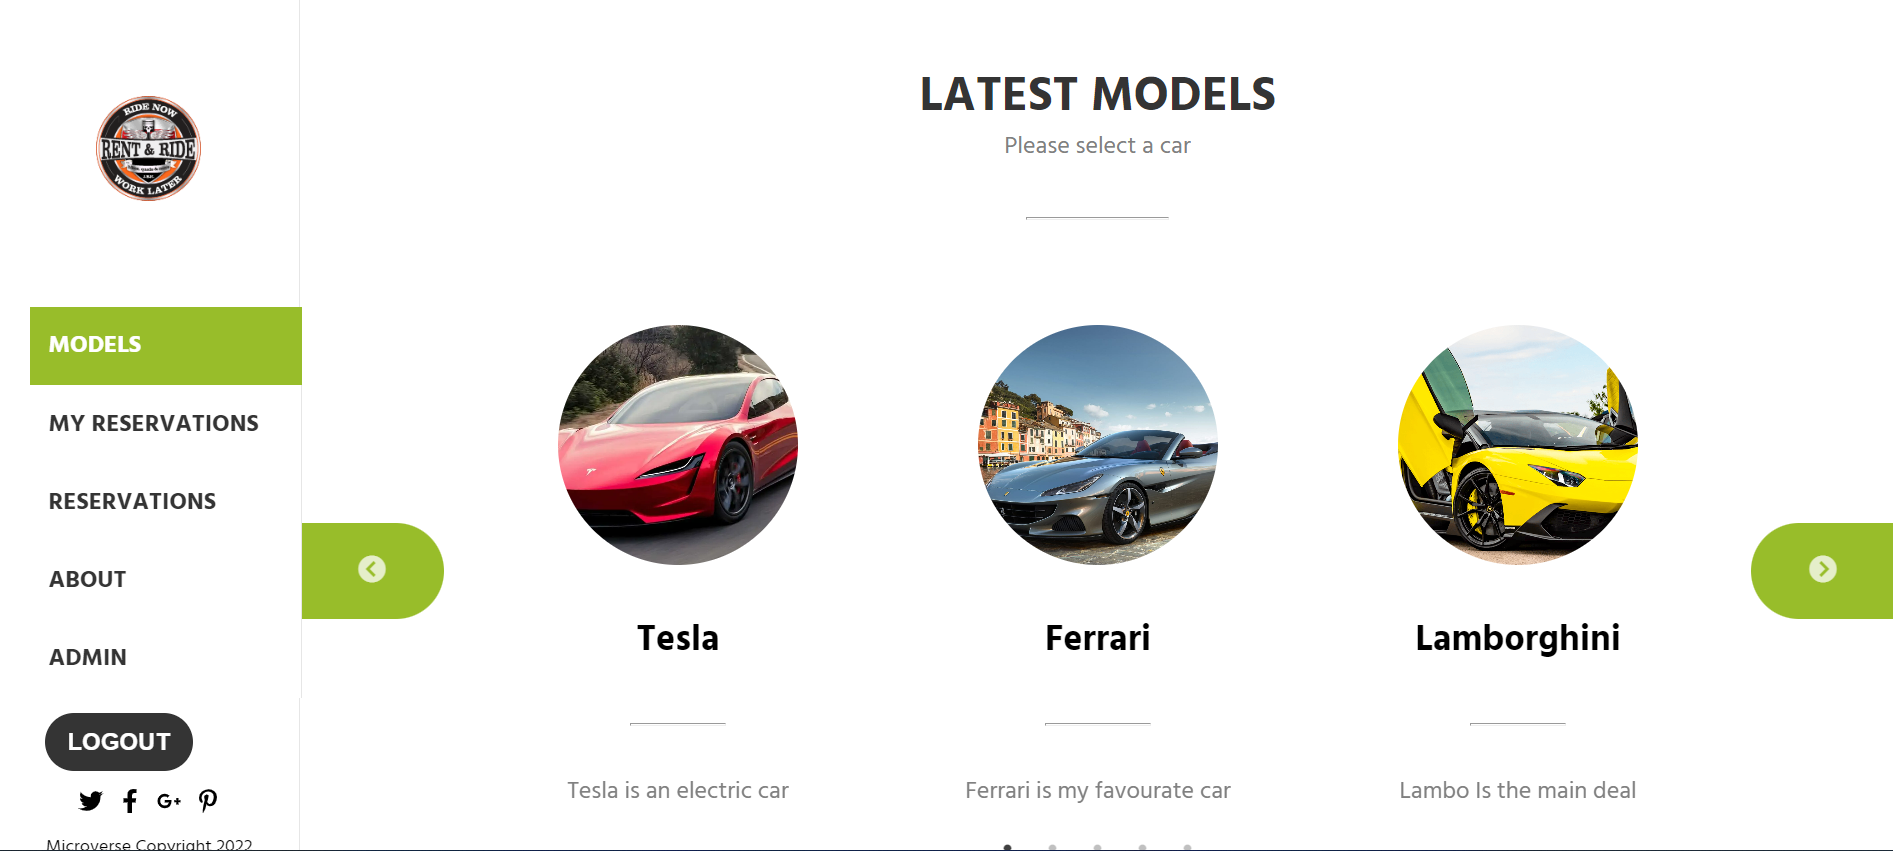 RIDE NOW
RENT & RIDE
WORK LATER
MODELS
MY RESERVATIONS
RESERVATIONS
ABOUT
ADMIN
LOGOUT
G+
Microverse Copyright 2022
LATEST MODELS
Please select a car
Tesla
Ferrari
Lamborghini
Tesla is an electric car
Ferrari is my favourate car
Lambo Is the main deal